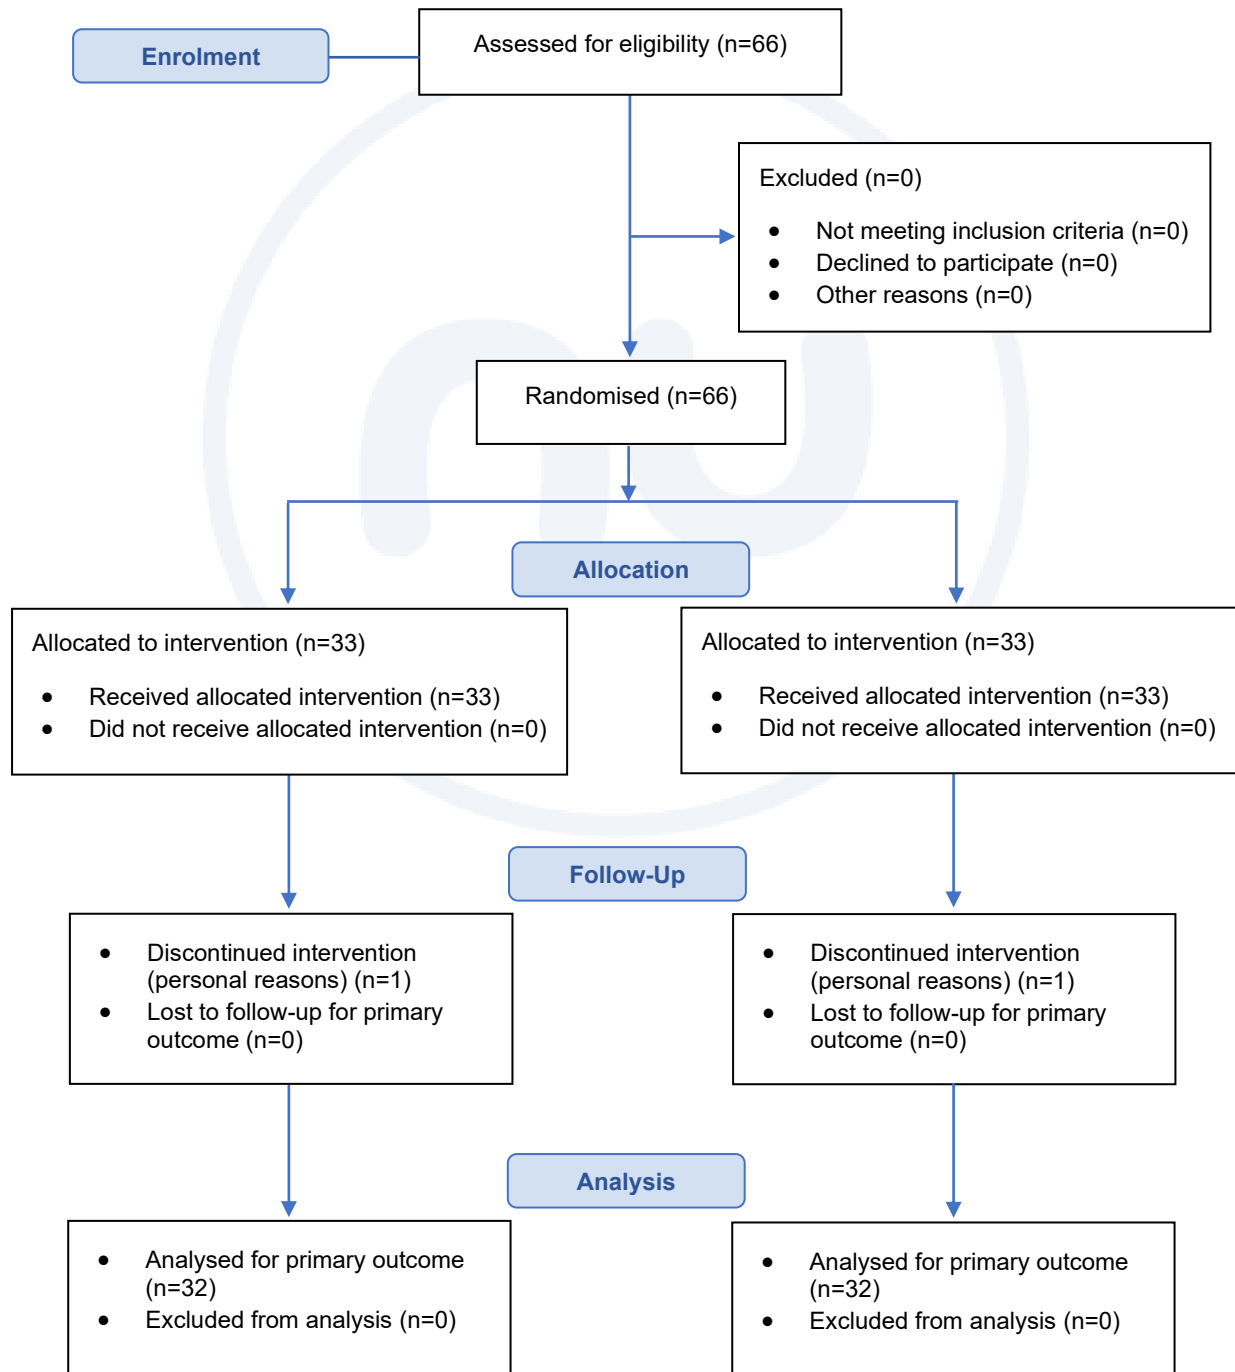 Enrolment
Assessed for eligibility (n=66)
Excluded (n=0)
• Not meeting inclusion criteria (n=0)
• Declined to participate (n=0)
• Other reasons (n=0)
Randomised (n=66)
Allocation
Allocated to intervention (n=33)
• Received allocated intervention (n=33)
• Did not receive allocated intervention (n=0)
Allocated to intervention (n=33)
• Received allocated intervention (n=33)
• Did not receive allocated intervention (n=0)
Follow-Up
• Discontinued intervention
(personal reasons) (n=1)
• Lost to follow-up for primary
outcome (n=0)
• Discontinued intervention
(personal reasons) (n=1)
• Lost to follow-up for primary
outcome (n=0)
Analysis
• Analysed for primary outcome
(n=32)
• Excluded from analysis (n=0)
• Analysed for primary outcome
(n=32)
• Excluded from analysis (n=0)
nu